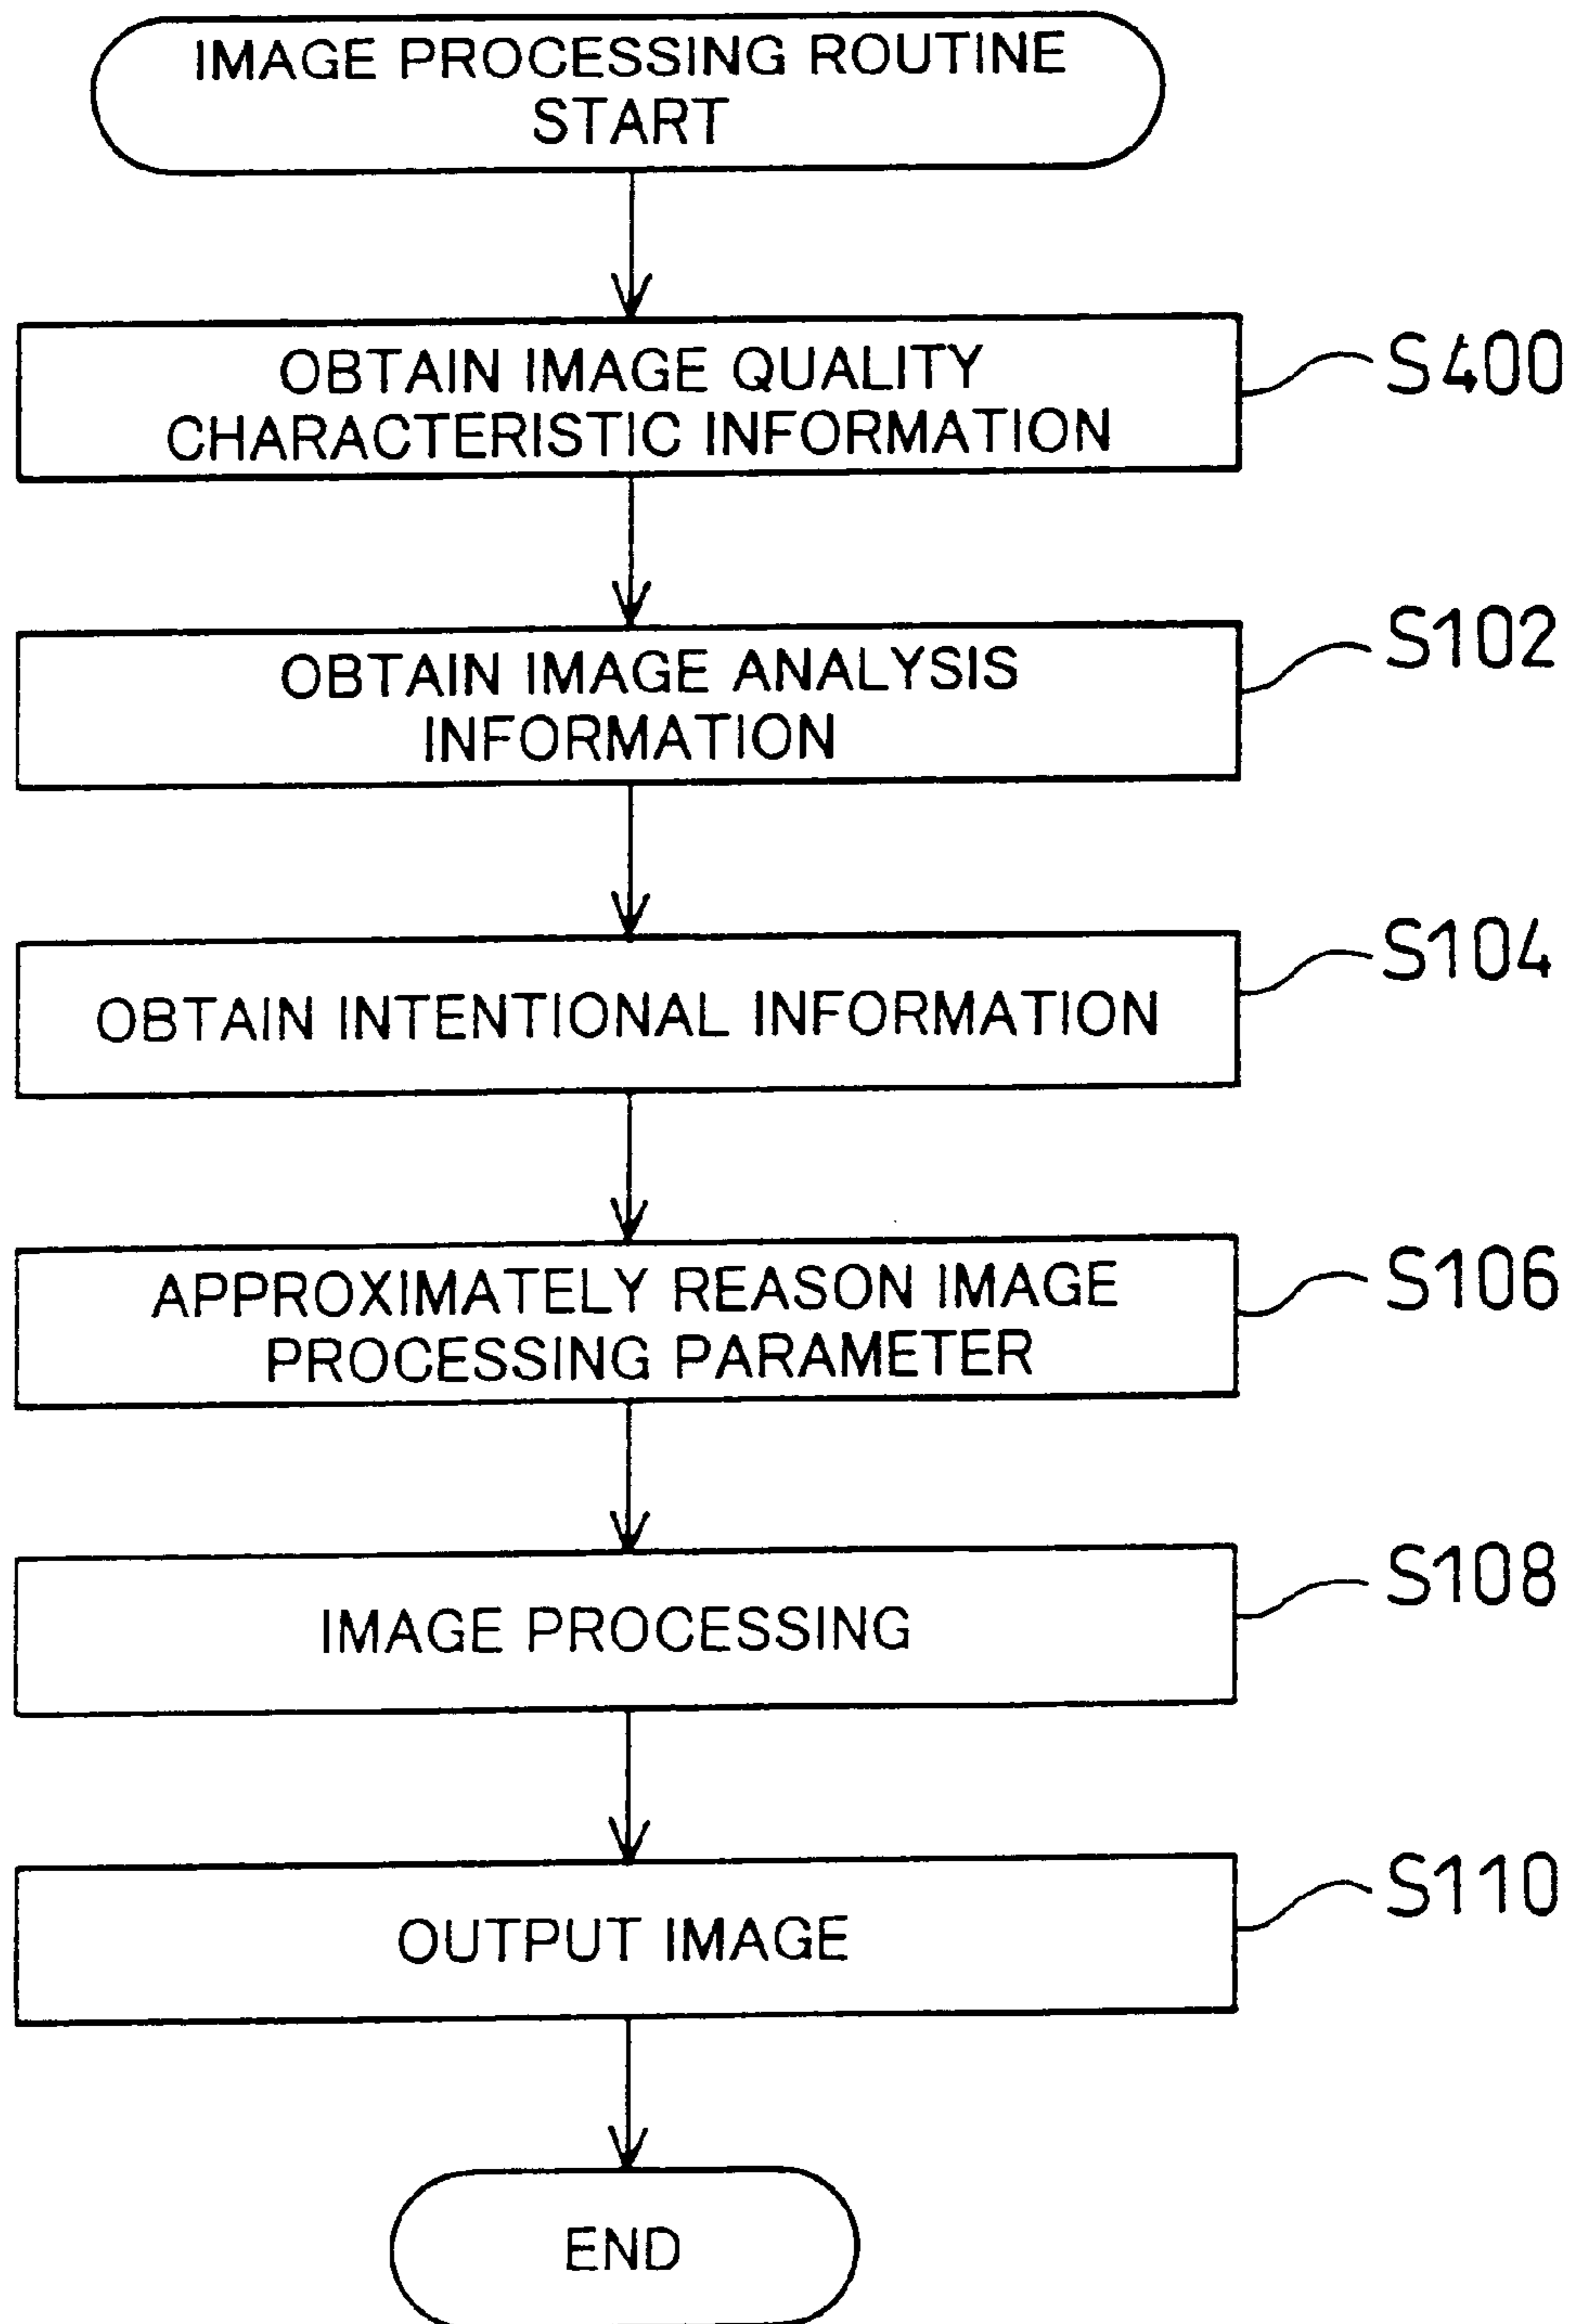 IMAGE PROCESSING ROUTINE
START
OBTAIN IMAGE QUALITY
CHARACTERISTIC INFORMATION
S400
OBTAIN IMAGE ANALYSIS
INFORMATION
S102
OBTAIN INTENTIONAL INFORMATION
S104
APPROXIMATELY REASON IMAGE
PROCESSING PARAMETER
S106
IMAGE PROCESSING
S108
OUTPUT IMAGE
S110
END